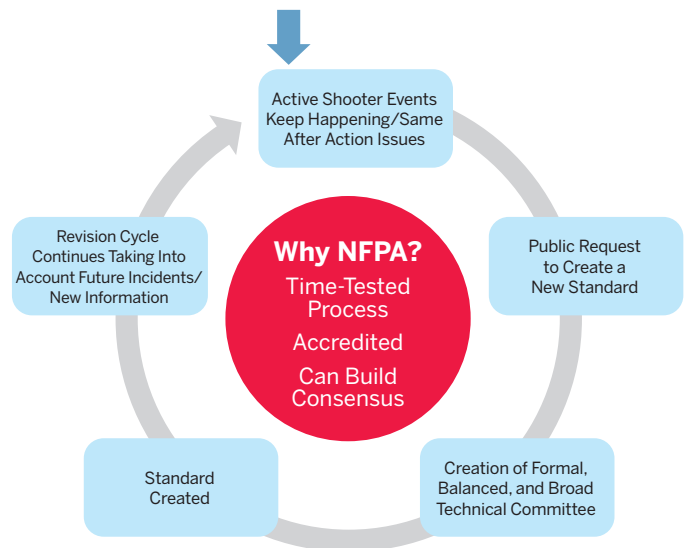 Active Shooter Events
Keep Happening/Same
After Action Issues
Public Request
to Create a
New Standard
Creation of Formal,
Balanced, and Broad
Technical Committee
Standard
Created
Revision Cycle
Continues Taking Into
Account Future Incidents/
New Information
Why NFPA?
Time-Tested
Process
Accredited
Can Build
Consensus